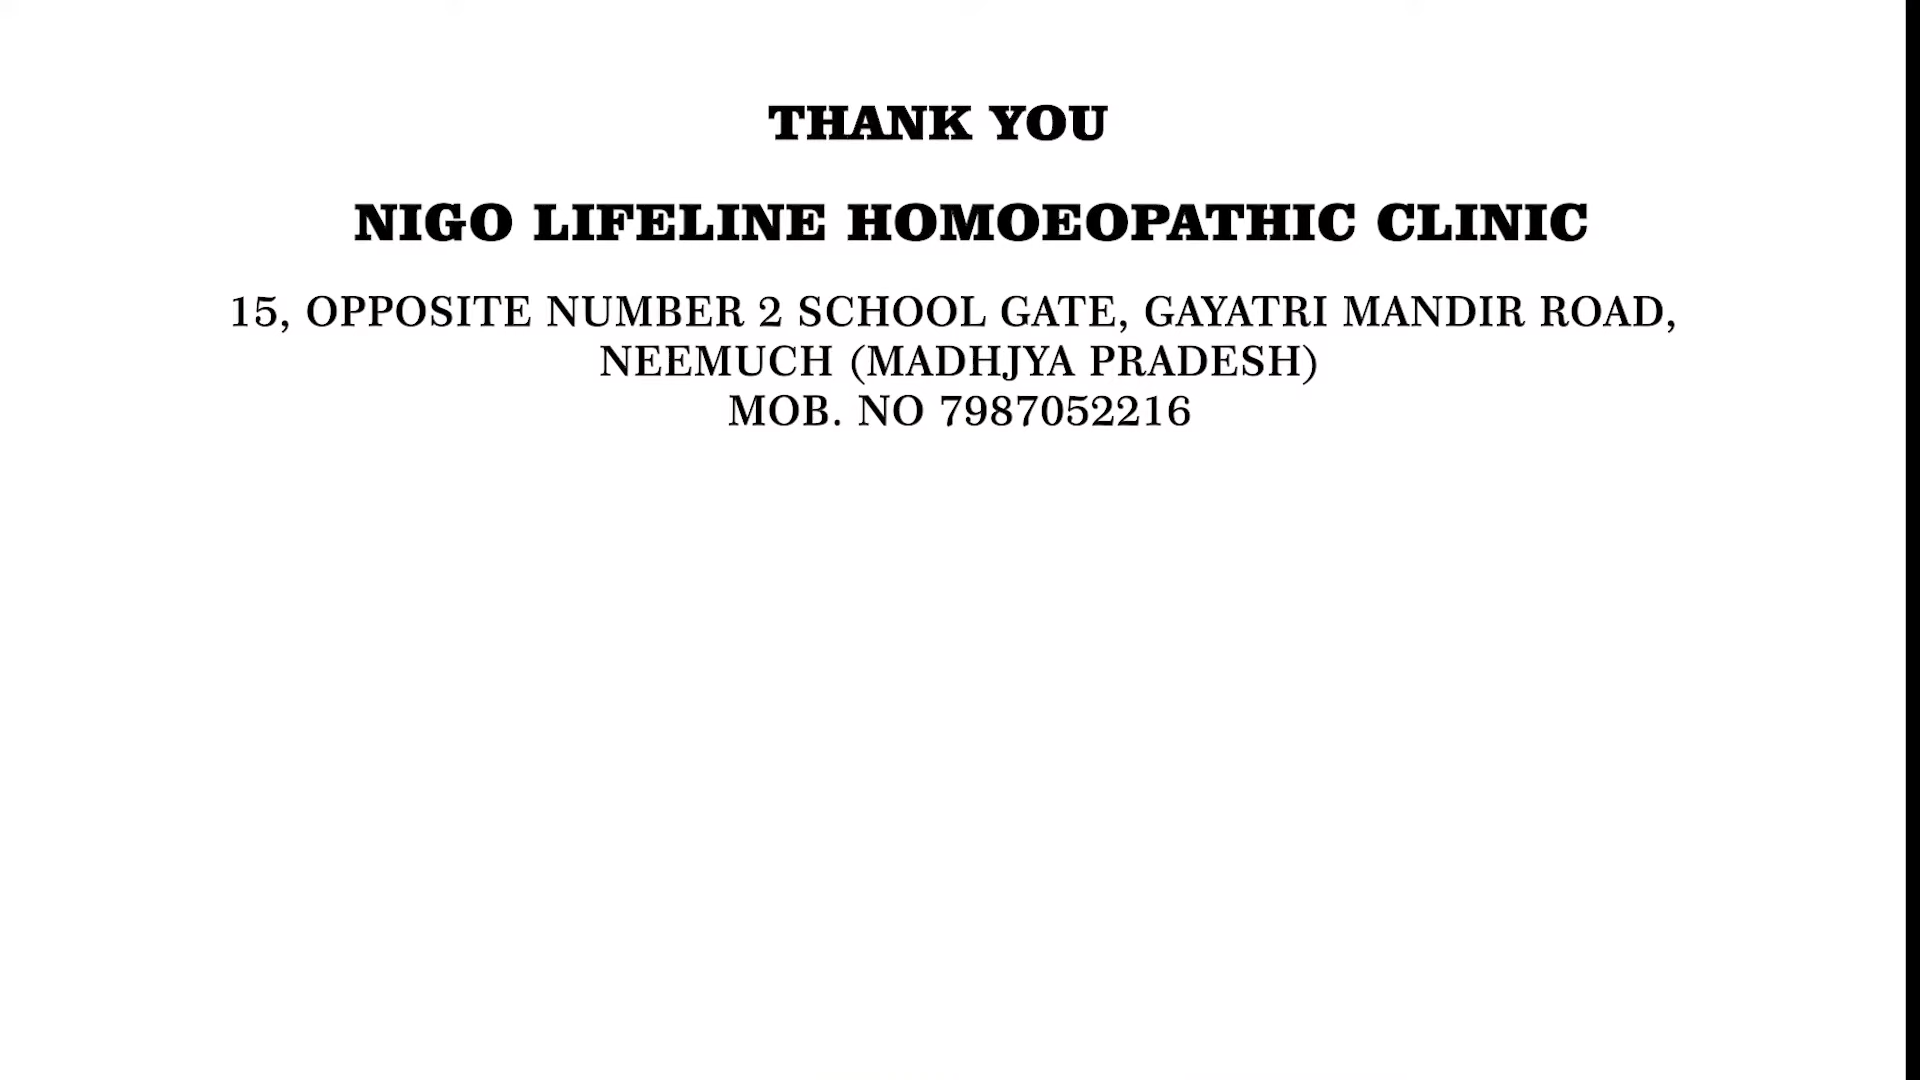 THANK YOU
NIGO LIFELINE HOMOEOPATHIC CLINIC
15, OPPOSITE NUMBER 2 SCHOOL GATE, GAYATRI MANDIR ROAD,
NEEMUCH (MADHJYA PRADESH)
MOB. NO 7987052216